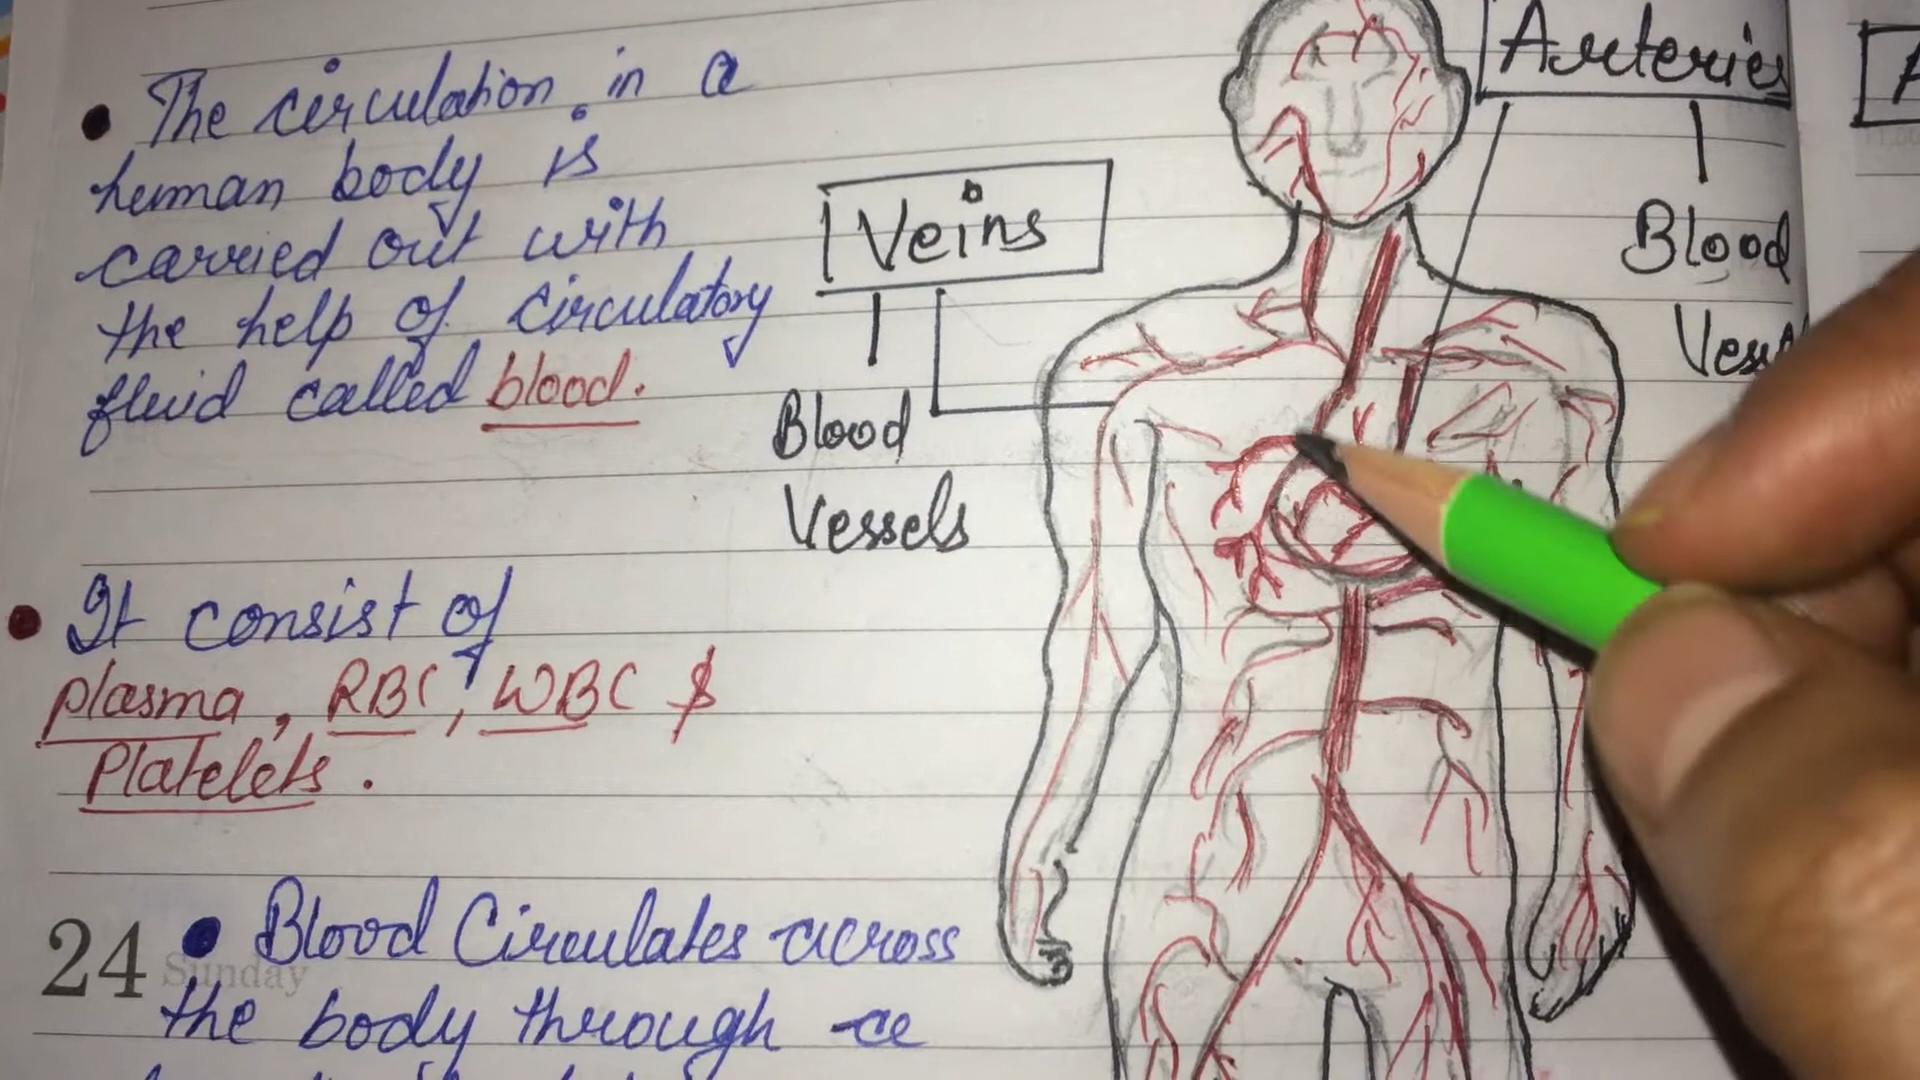 The circulation in a
human body is
carried out with
the help of circulatory
fluid called blood.
It consist of
plasma, RBC, WBC &
Platelets.
24 Sunday
Blood Circulates across
the body through a
Veins
Blood
Vessels
Arteries
Blood